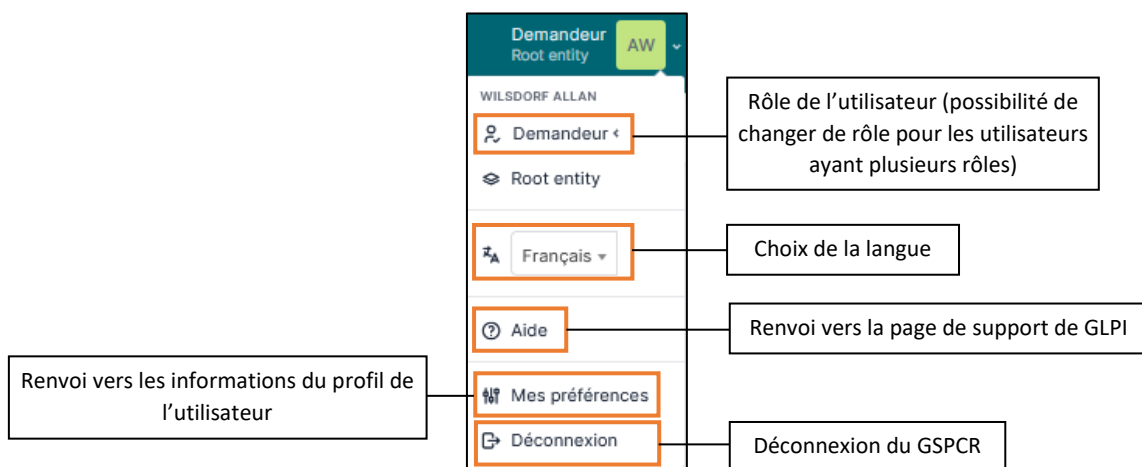 Demandeur
Root entity
AW
WILSDORF ALLAN
Demandeur
Root entity
Français
Aide
Mes préférences
Déconnexion
Rôle de l’utilisateur (possibilité de
changer de rôle pour les utilisateurs
ayant plusieurs rôles)
Choix de la langue
Renvoi vers la page de support de GLPI
Renvoi vers les informations du profil de
l’utilisateur
Déconnexion du GSPCR